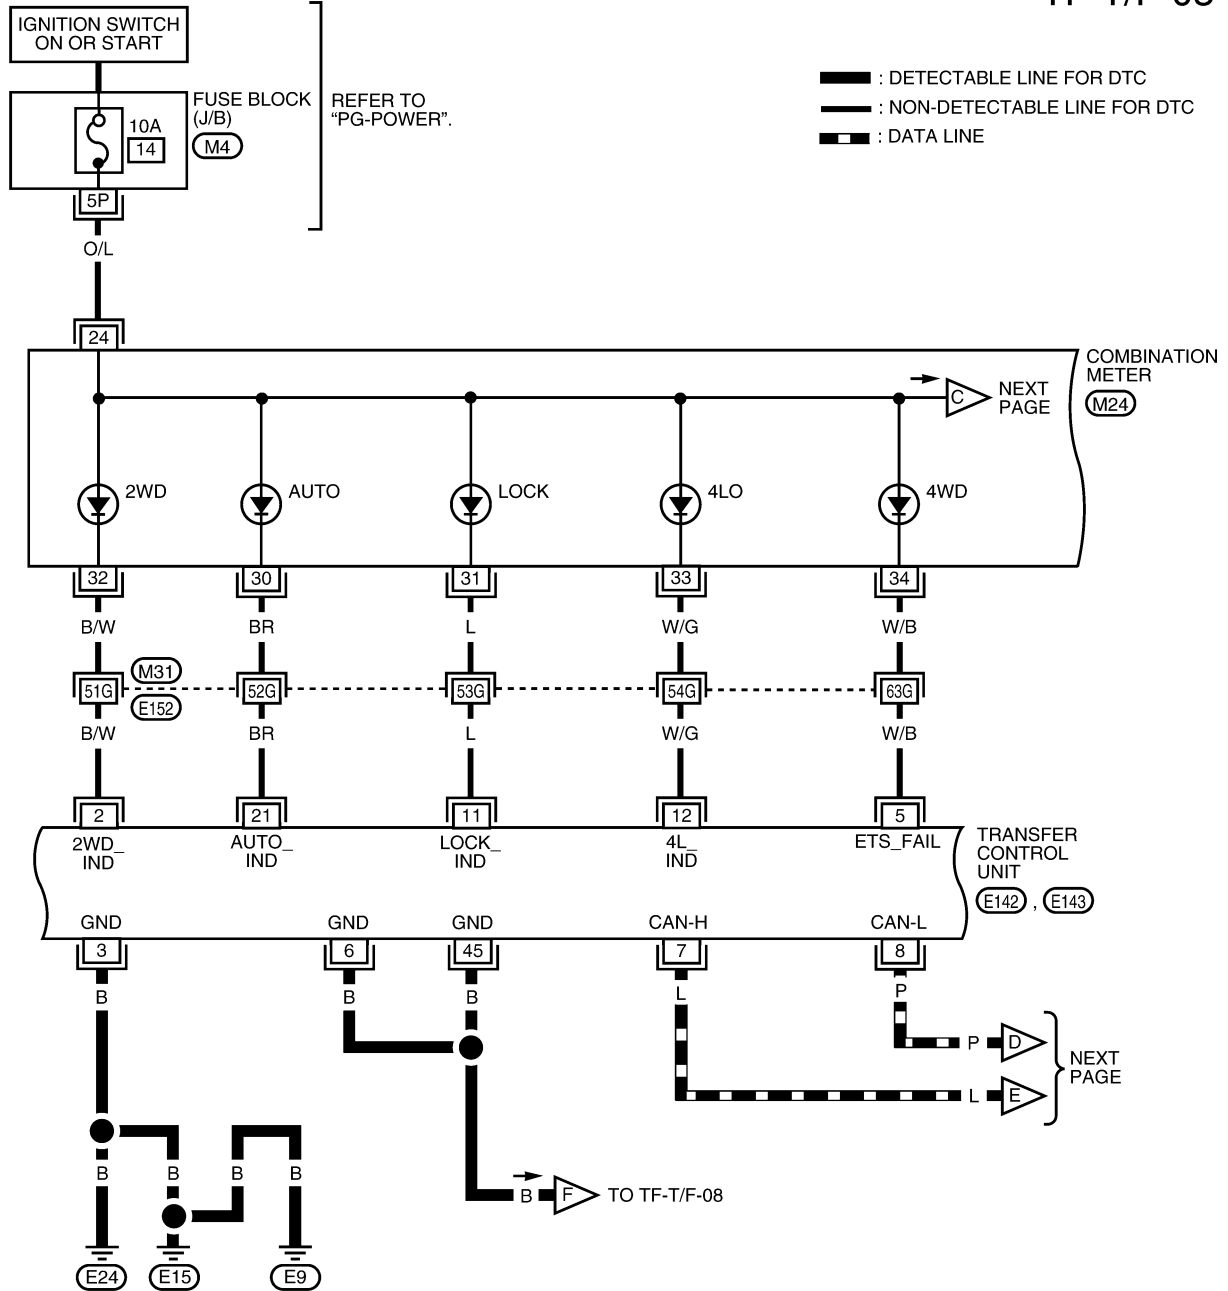 IGNITION SWITCH
ON OR START
FUSE BLOCK
(J/B)
M4
10A
14
5P
REFER TO
“PG-POWER”.
: DETECTABLE LINE FOR DTC
: NON-DETECTABLE LINE FOR DTC
: DATA LINE
O/L
24
COMBINATION
METER
M24
C
NEXT
PAGE
2WD
AUTO
LOCK
4LO
4WD
32
30
31
33
34
B/W
BR
L
W/G
W/B
M31
51G
52G
53G
54G
63G
E152
B/W
BR
L
W/G
W/B
2
21
11
12
5
2WD_
IND
AUTO_
IND
LOCK_
IND
4L_
IND
ETS_FAIL
TRANSFER
CONTROL
UNIT
E142 , E143
GND
GND
GND
CAN-H
CAN-L
3
6
45
7
8
B
B
B
L
P
P
D
L
E
NEXT
PAGE
B
B
B
B
B
F
TO TF-T/F-08
E24
E15
E9